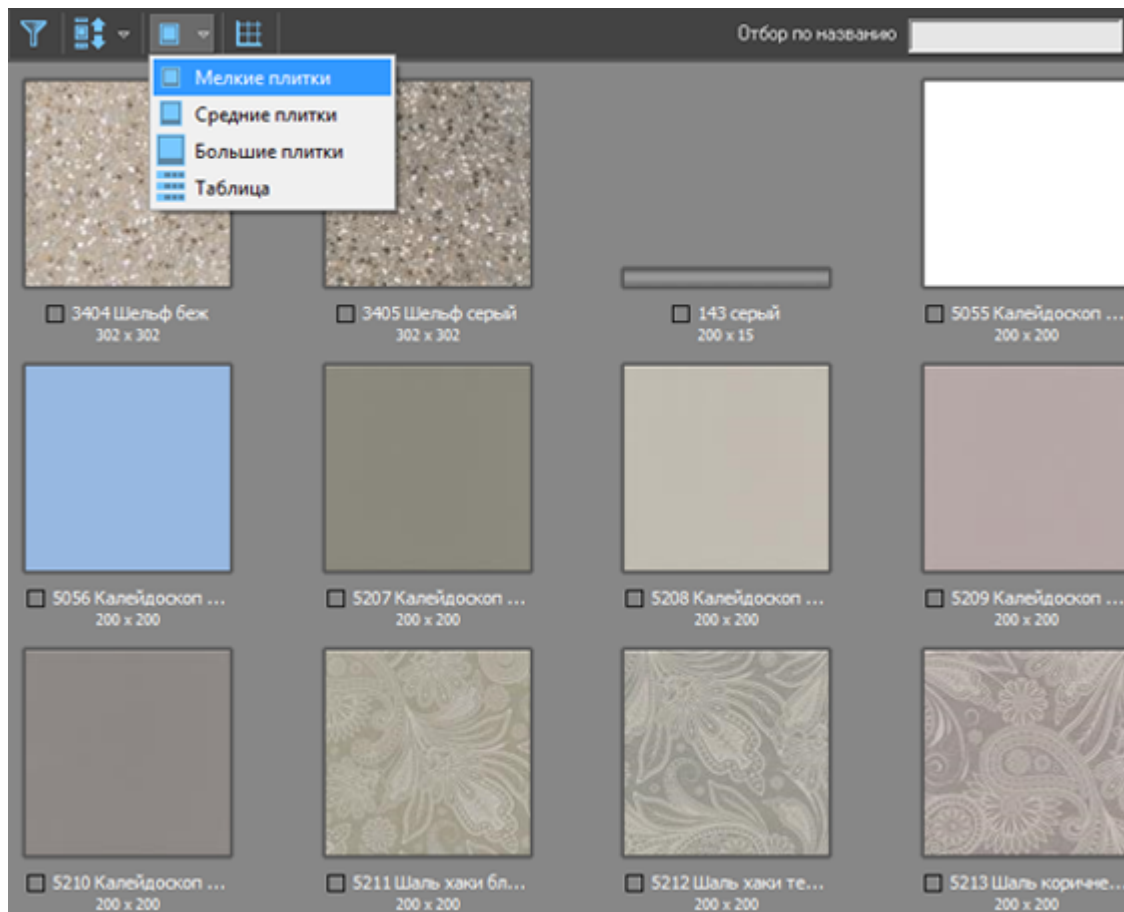 Отбор по названию
Мелкие плитки
Средние плитки
Большие плитки
Таблица
3404 Шельф беж
302 x 302
3405 Шельф серый
302 x 302
143 серый
200 x 15
5055 Калейдоскоп ...
200 x 200
5056 Калейдоскоп ...
200 x 200
5207 Калейдоскоп ...
200 x 200
5208 Калейдоскоп ...
200 x 200
5209 Калейдоскоп ...
200 x 200
5210 Калейдоскоп ...
200 x 200
5211 Шаль хаки бл...
200 x 200
5212 Шаль хаки те...
200 x 200
5213 Шаль коричне...
200 x 200